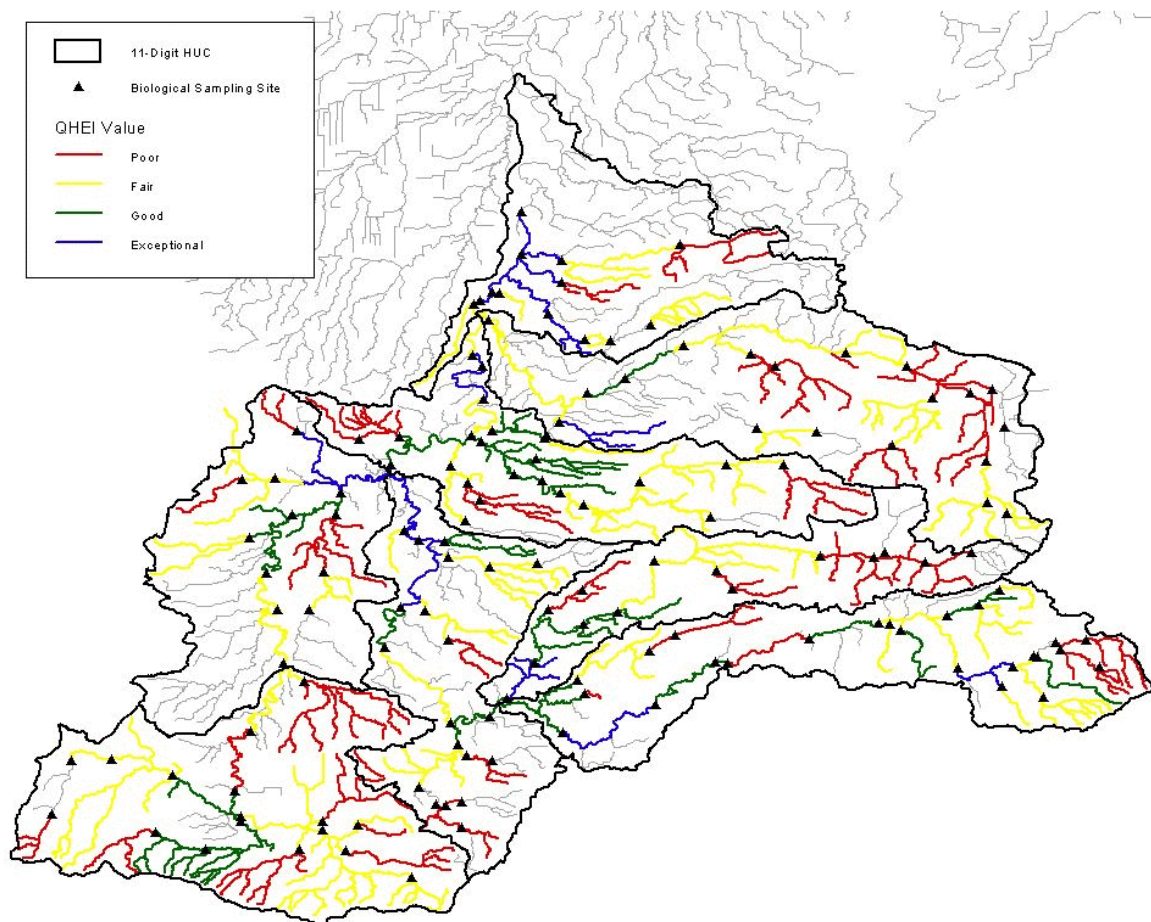 11-Digit HUC
Biological Sampling Site
QHEI Value
Poor
Fair
Good
Exceptional